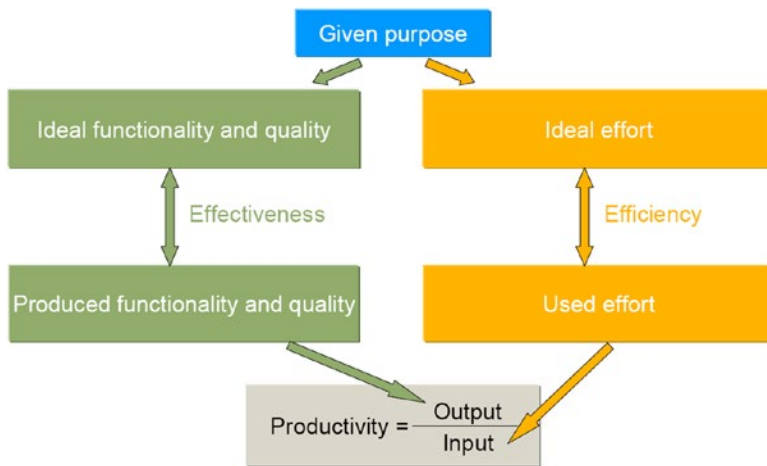 Given purpose
Ideal functionality and quality
Ideal effort
Effectiveness
Efficiency
Produced functionality and quality
Used effort
Productivity = Output
Input